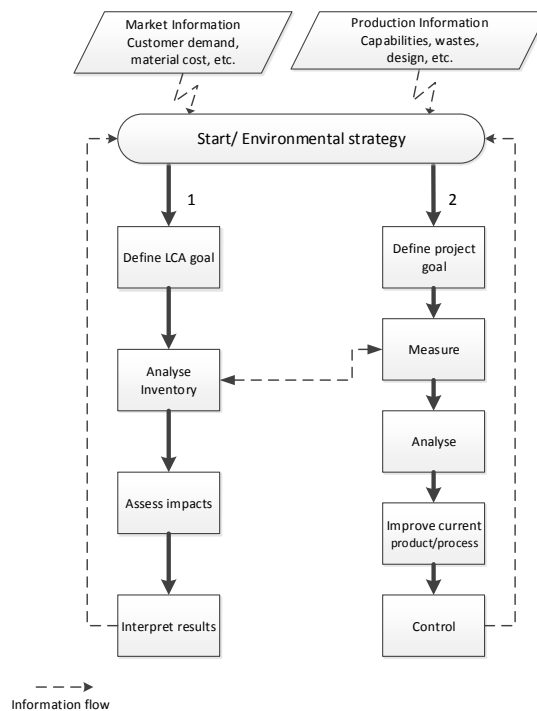 Market Information
Customer demand,
material cost, etc.
Production Information
Capabilities, wastes,
design, etc.
Start/ Environmental strategy
1
2
Define LCA goal
Define project
goal
Analyse
Inventory
Measure
Analyse
Assess impacts
Improve current
product/process
Interpret results
Control
Information flow